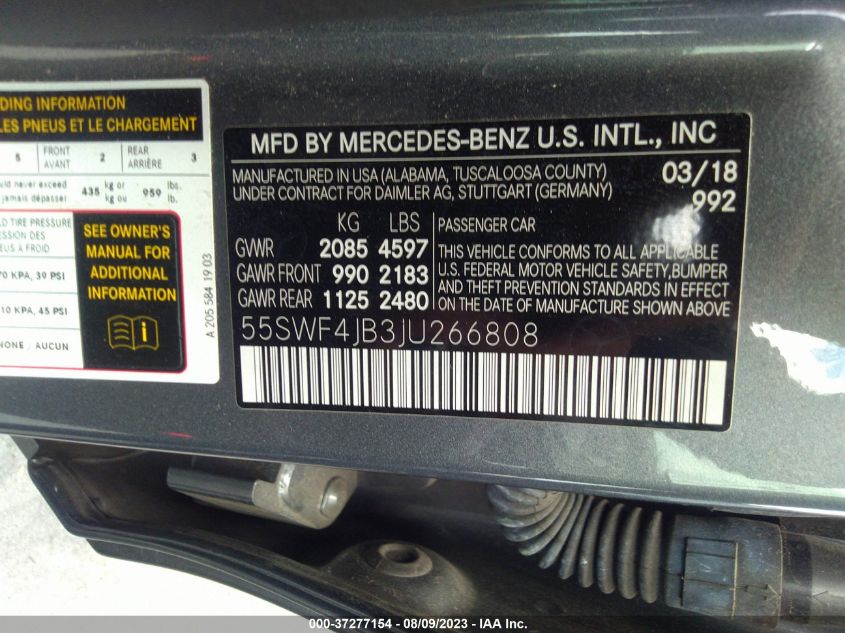 DING INFORMATION
LES PNEUS ET LE CHARGEMENT
5 FRONT AVANT 2 REAR ARRIÈRE 3
uld never exceed 435 kg or 959 lbs.
jamais dépasser kg ou lb.
LD TIRE PRESSURE
ESSION DES
S À FROID
70 KPA, 39 PSI
10 KPA, 45 PSI
NONE / AUCUN
SEE OWNER'S
MANUAL FOR
ADDITIONAL
INFORMATION
A 205 584 19 03
MFD BY MERCEDES-BENZ U.S. INTL., INC
MANUFACTURED IN USA (ALABAMA, TUSCALOOSA COUNTY) 03/18
UNDER CONTRACT FOR DAIMLER AG, STUTTGART (GERMANY) 992
KG LBS
GVWR 2085 4597
GAWR FRONT 990 2183
GAWR REAR 1125 2480
PASSENGER CAR
THIS VEHICLE CONFORMS TO ALL APPLICABLE
U.S. FEDERAL MOTOR VEHICLE SAFETY, BUMPER
AND THEFT PREVENTION STANDARDS IN EFFECT
ON THE DATE OF MANUFACTURE SHOWN ABOVE
55SWF4JB3JU266808
000-37277154 - 08/09/2023 - IAA Inc.